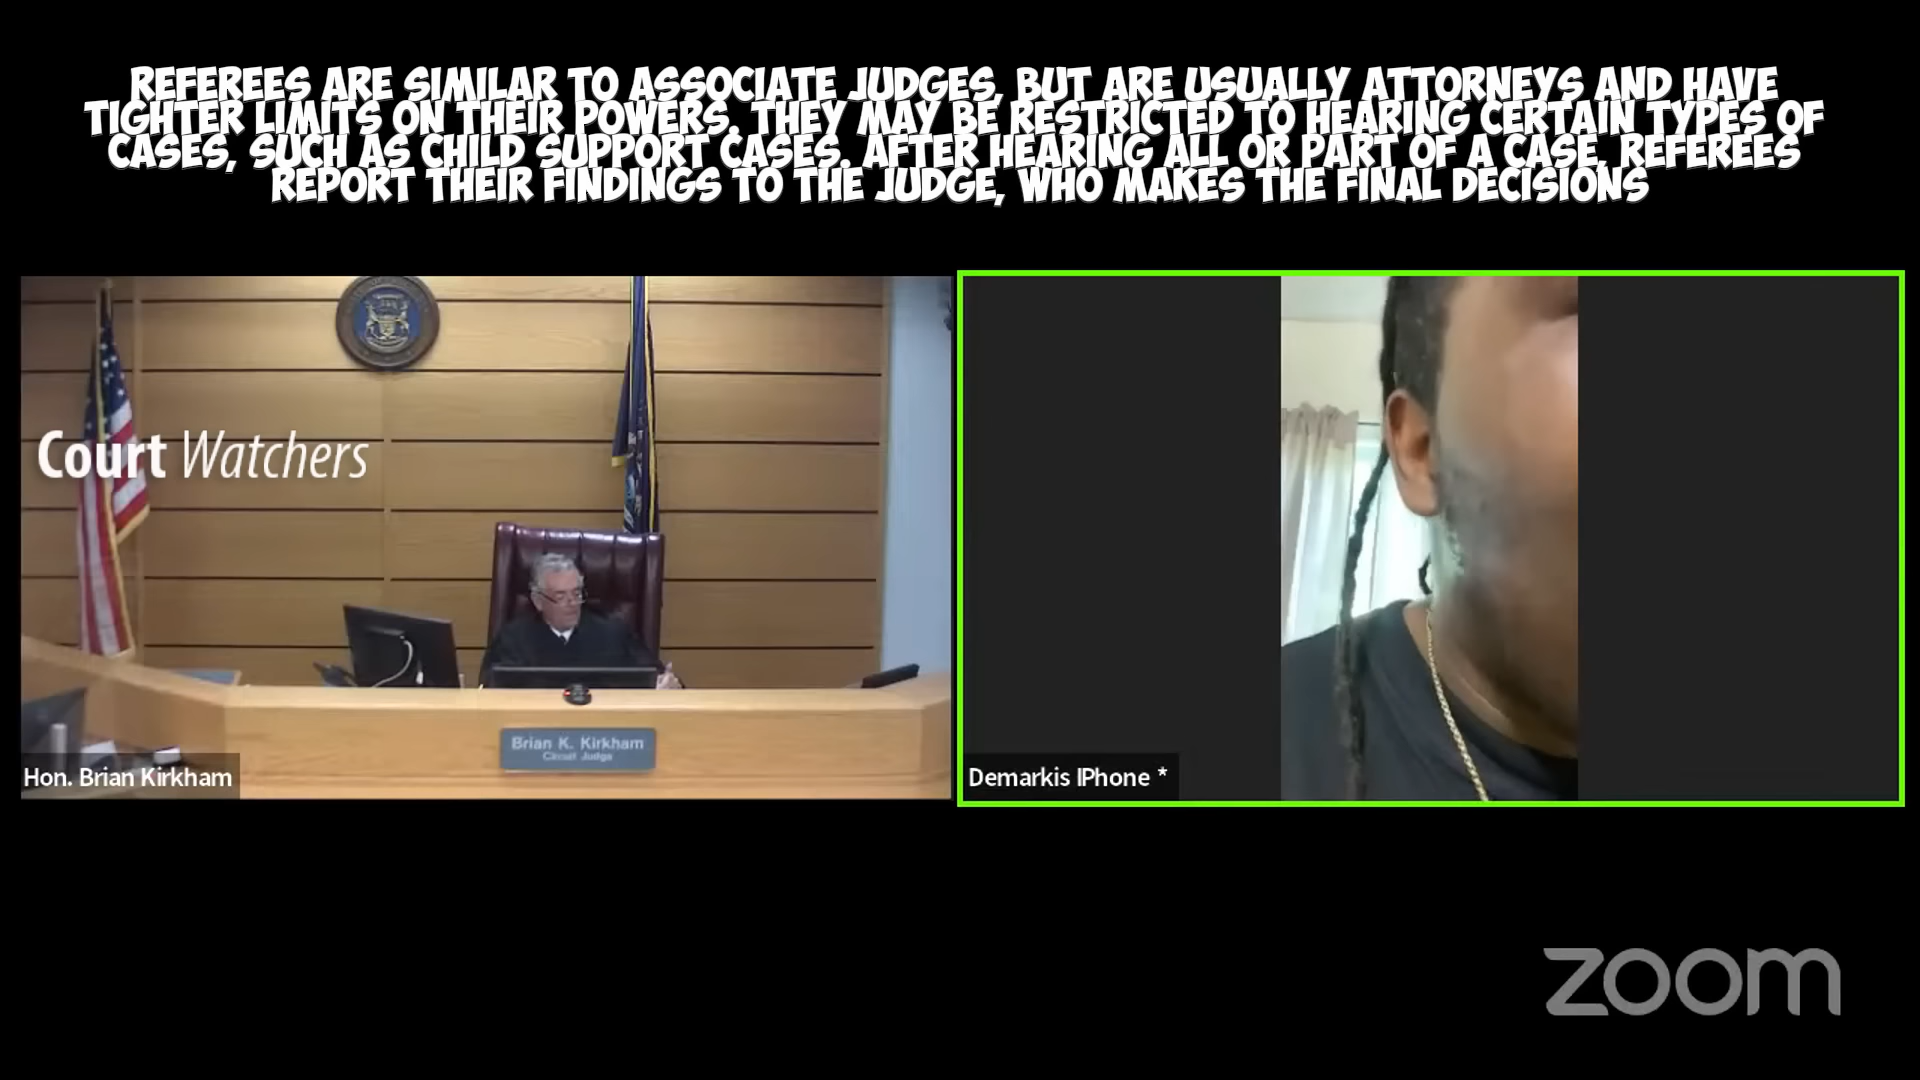 REFEREES ARE SIMILAR TO ASSOCIATE JUDGES, BUT ARE USUALLY ATTORNEYS AND HAVE
TIGHTER LIMITS ON THEIR POWERS. THEY MAY BE RESTRICTED TO HEARING CERTAIN TYPES OF
CASES, SUCH AS CHILD SUPPORT CASES. AFTER HEARING ALL OR PART OF A CASE, REFEREES
REPORT THEIR FINDINGS TO THE JUDGE, WHO MAKES THE FINAL DECISIONS
Court Watchers
Brian K. Kirkham
Circuit Judge
Hon. Brian Kirkham
Demarkis IPhone *
zoom